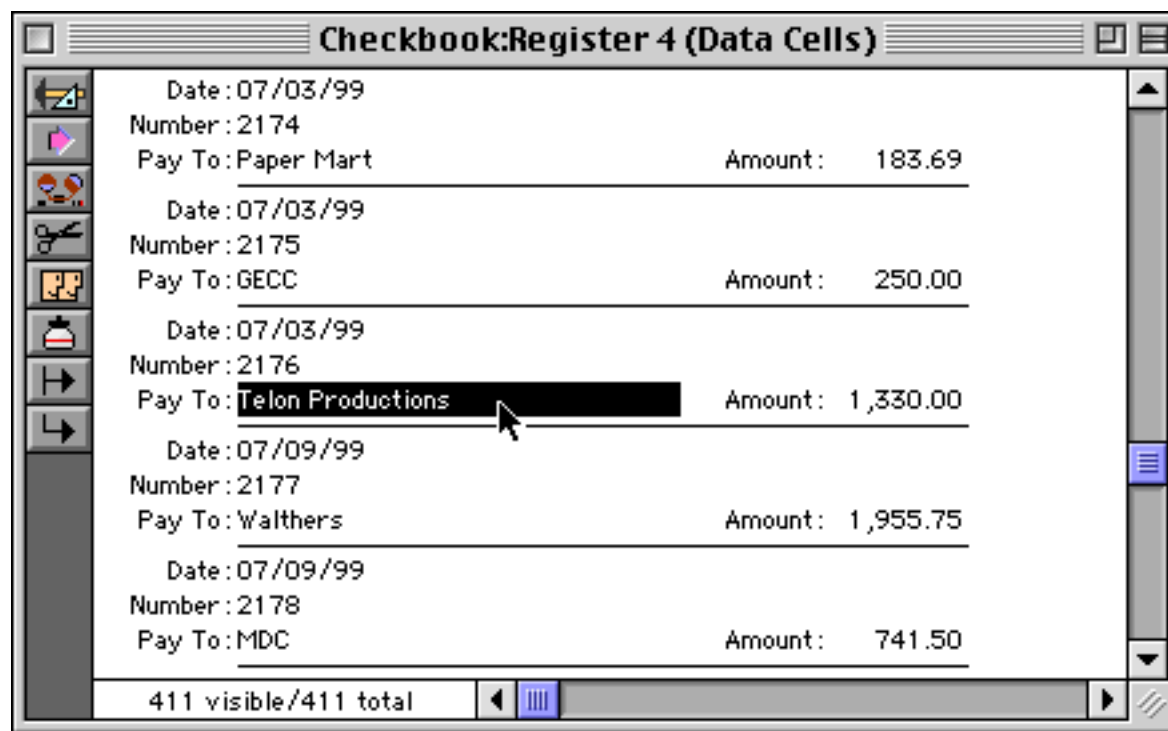 Checkbook:Register 4 (Data Cells)
Date:07/03/99
Number:2174
Pay To:Paper Mart Amount: 183.69
Date:07/03/99
Number:2175
Pay To:GECC Amount: 250.00
Date:07/03/99
Number:2176
Pay To:Telon Productions Amount: 1,330.00
Date:07/09/99
Number:2177
Pay To:Walthers Amount: 1,955.75
Date:07/09/99
Number:2178
Pay To:MDC Amount: 741.50
411 visible/411 total